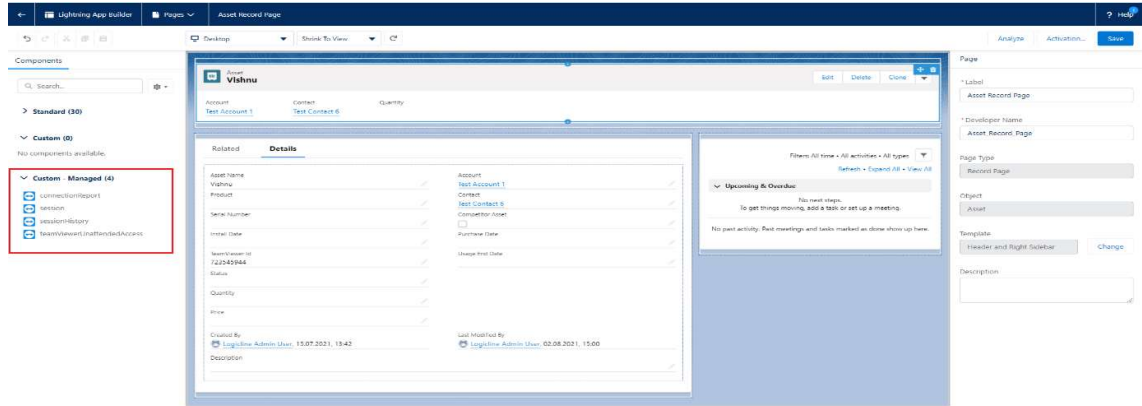 Lightning App Builder
Pages
Asset Record Page
? Help
Desktop
Shrink To View
Analyze
Activation...
Save
Components
Search...
> Standard (30)
Custom (0)
No components available.
Custom - Managed (4)
connectionReport
session
sessionHistory
teamViewerUnattendedAccess
Asset
Vishnu
Edit
Delete
Clone
Account
Contact
Quantity
Test Account 1
Test Contact 6
Related
Details
Asset Name
Vishnu
Account
Test Account 1
Product
Contact
Test Contact 6
Serial Number
Competitor Asset
Install Date
Purchase Date
TeamViewer Id
723545944
Usage End Date
Status
Quantity
Price
Created By
Logicline Admin User, 15.07.2021, 13:42
Last Modified By
Logicline Admin User, 02.08.2021, 15:00
Description
Filters: All time • All activities • All types
Refresh • Expand All • View All
Upcoming & Overdue
No next steps.
To get things moving, add a task or set up a meeting.
No past activity. Past meetings and tasks marked as done show up here.
Page
* Label
Asset Record Page
* Developer Name
Asset_Record_Page
Page Type
Record Page
Object
Asset
Template
Header and Right Sidebar
Change
Description